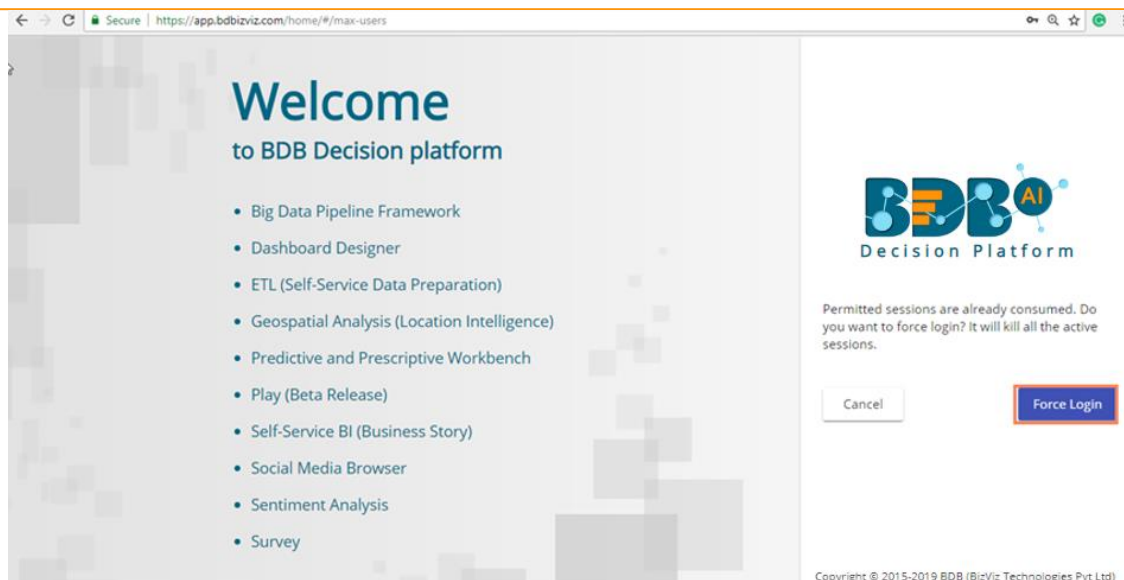 Secure | https://app.bdbizviz.com/home/#/max-users
Welcome
to BDB Decision platform
• Big Data Pipeline Framework
• Dashboard Designer
• ETL (Self-Service Data Preparation)
• Geospatial Analysis (Location Intelligence)
• Predictive and Prescriptive Workbench
• Play (Beta Release)
• Self-Service BI (Business Story)
• Social Media Browser
• Sentiment Analysis
• Survey
BDB AI
Decision Platform
Permitted sessions are already consumed. Do
you want to force login? It will kill all the active
sessions.
Cancel
Force Login
Copyright © 2015-2019 BDB (BizViz Technologies Pvt Ltd)